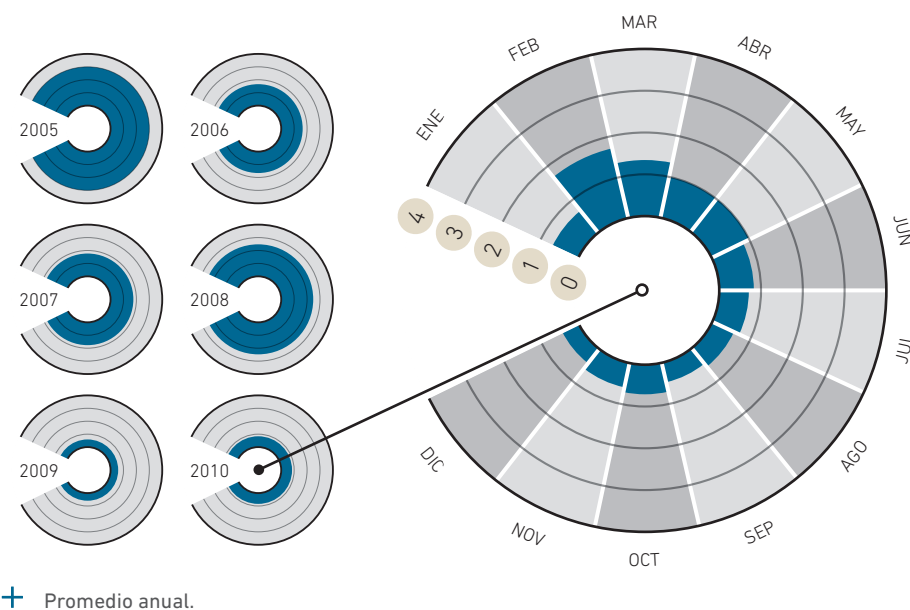 2005
2006
2007
2008
2009
2010
ENE
FEB
MAR
ABR
MAY
JUN
JUL
AGO
SEP
OCT
NOV
DIC
4
3
2
1
0
Promedio anual.